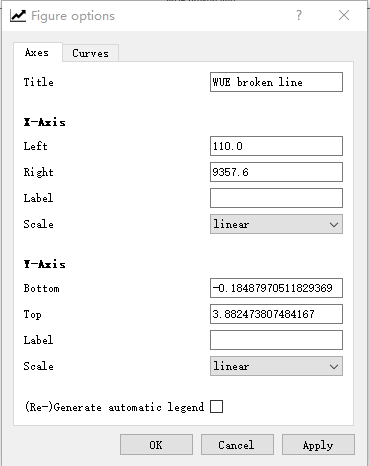 Figure options
?
Axes
Curves
Title
WUE broken line
X-Axis
Left
110.0
Right
9357.6
Label
Scale
linear
Y-Axis
Bottom
-0.18487970511829369
Top
3.882473807484167
Label
Scale
linear
(Re-)Generate automatic legend
OK
Cancel
Apply